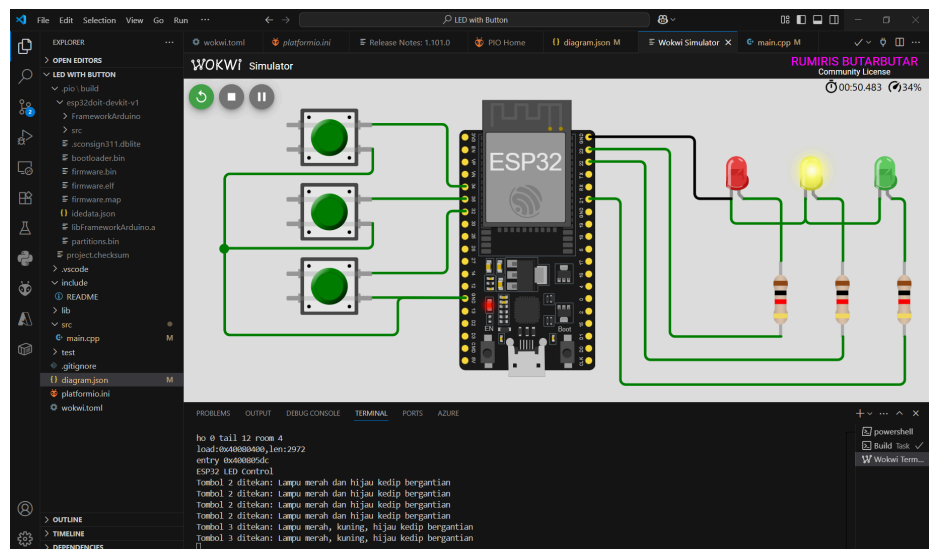 File Edit Selection View Go Run ··· LED with Button
EXPLORER ···
wokwi.toml platformio.ini Release Notes: 1.101.0 PIO Home diagram.json M Wokwi Simulator × main.cpp M
OPEN EDITORS
LED WITH BUTTON
.pio \ build
esp32doit-devkit-v1
FrameworkArduino
src
.sconsign311.dblite
bootloader.bin
firmware.bin
firmware.elf
firmware.map
idedata.json
libFrameworkArduino.a
partitions.bin
project.checksum
.vscode
include
README
lib
src
main.cpp M
test
.gitignore
diagram.json M
platformio.ini
wokwi.toml
OUTLINE
TIMELINE
DEPENDENCIES
2
WOKWI Simulator
RUMIRIS BUTARBUTAR
Community License
00:50.483 34%
ESP32
EN Boot
PROBLEMS OUTPUT DEBUG CONSOLE TERMINAL PORTS AZURE
ho 0 tail 12 room 4
load:0x40080400,len:2972
entry 0x400805dc
ESP32 LED Control
Tombol 2 ditekan: Lampu merah dan hijau kedip bergantian
Tombol 2 ditekan: Lampu merah dan hijau kedip bergantian
Tombol 2 ditekan: Lampu merah dan hijau kedip bergantian
Tombol 2 ditekan: Lampu merah dan hijau kedip bergantian
Tombol 3 ditekan: Lampu merah, kuning, hijau kedip bergantian
Tombol 3 ditekan: Lampu merah, kuning, hijau kedip bergantian
powershell
Build Task
Wokwi Term...